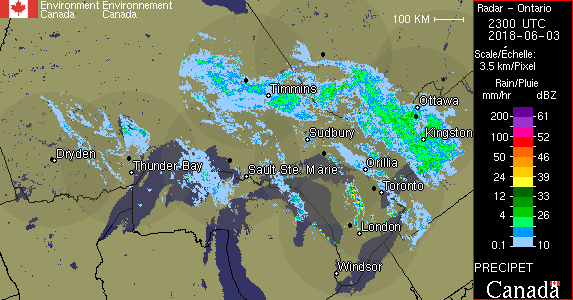 Environment Environnement
Canada Canada
100 KM
Radar - Ontario
2300 UTC
2018-06-03
Scale/Échelle:
3.5 km/Pixel
Rain/Pluie
mm/hr dBZ
200 61
100 52
50 46
24 39
12 33
4 26
2 20
0.1 10
PRECIPET
Canada
Timmins
Ottawa
Kingston
Sudbury
Dryden
Thunder Bay
Sault Ste. Marie
Orillia
Toronto
London
Windsor